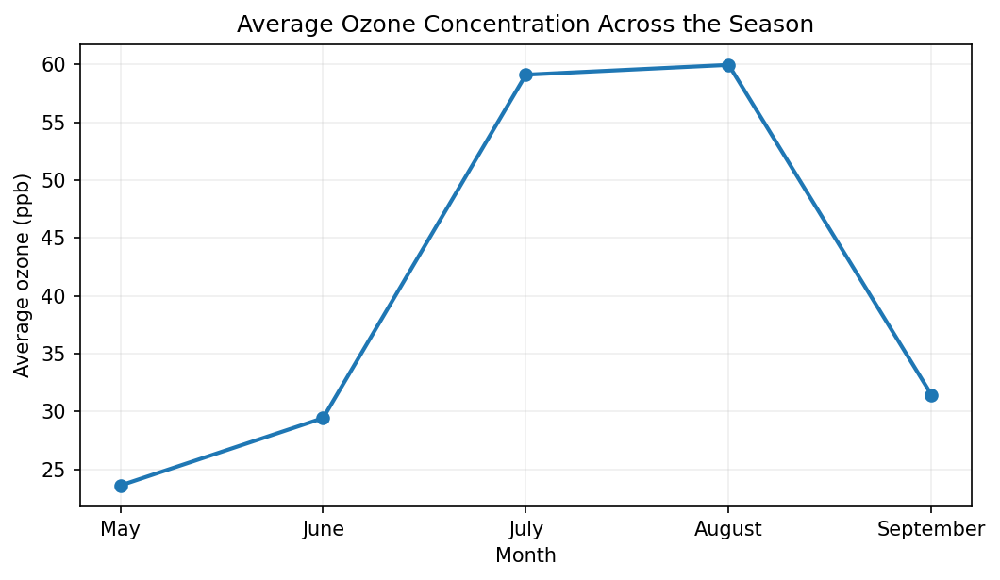 Average Ozone Concentration Across the Season
60
55
50
45
40
35
30
25
Average ozone (ppb)
May June July August September
Month